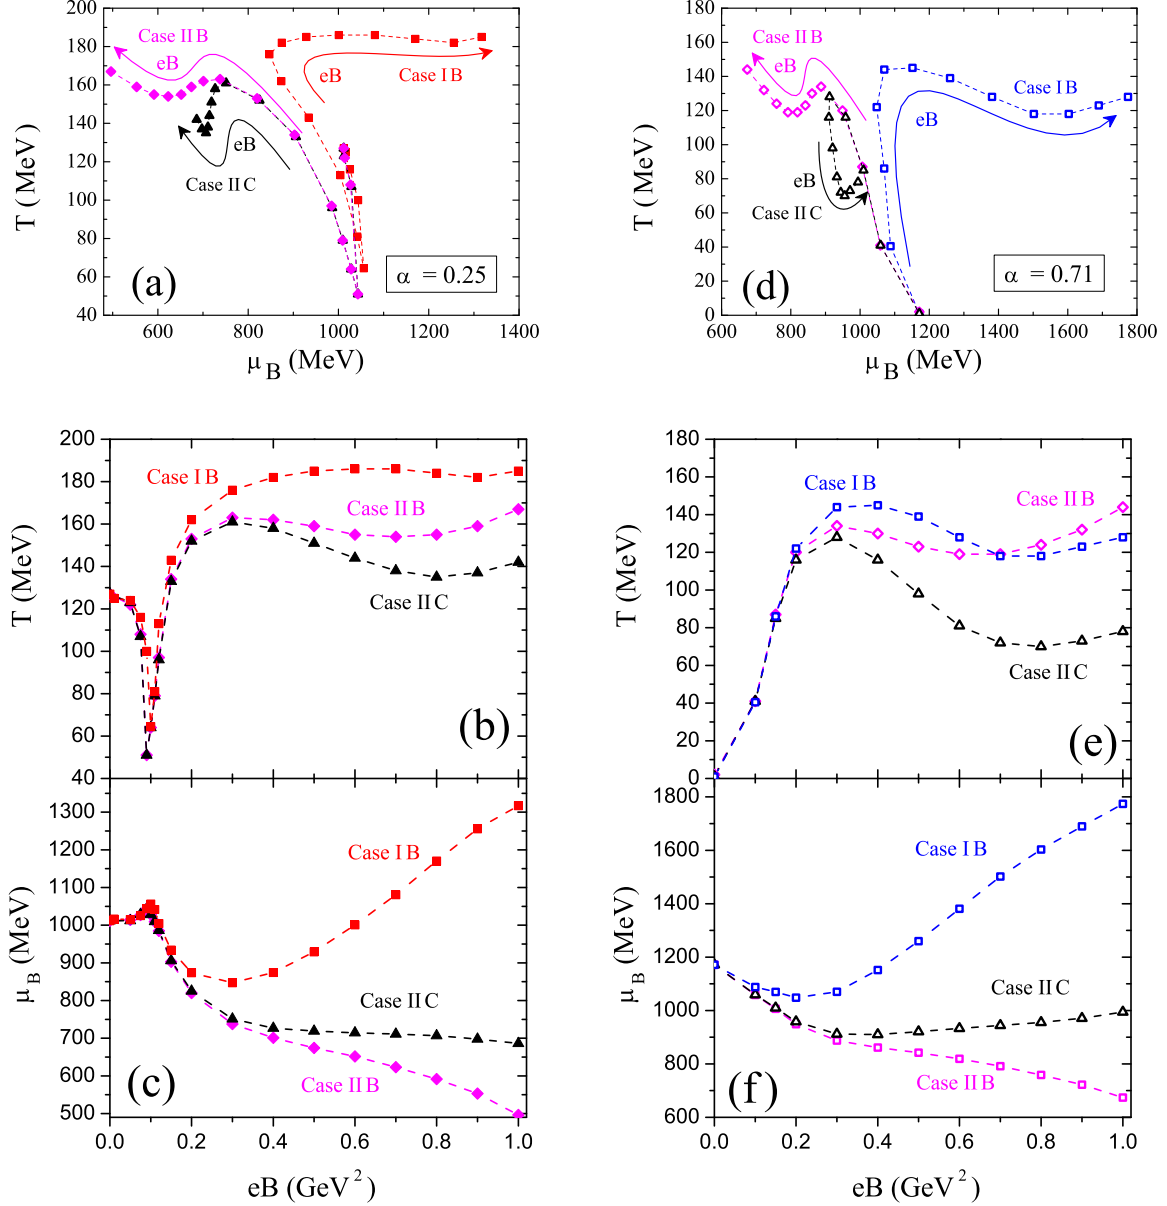 200
180
160
140
120
100
80
60
40
T (MeV)
600
800
1000
1200
1400
μ_B (MeV)
Case II B
eB
eB
Case I B
eB
Case II C
(a)
α = 0.25
180
160
140
120
100
80
60
40
20
0
T (MeV)
600
800
1000
1200
1400
1600
1800
μ_B (MeV)
Case II B
eB
Case I B
eB
eB
Case II C
(d)
α = 0.71
200
180
160
140
120
100
80
60
40
T (MeV)
Case I B
Case II B
Case II C
(b)
1300
1200
1100
1000
900
800
700
600
500
μ_B (MeV)
Case I B
Case II C
Case II B
(c)
0.0
0.2
0.4
0.6
0.8
1.0
eB (GeV²)
180
160
140
120
100
80
60
40
20
0
T (MeV)
Case I B
Case II B
Case II C
(e)
1800
1600
1400
1200
1000
800
600
μ_B (MeV)
Case I B
Case II C
Case II B
(f)
0.0
0.2
0.4
0.6
0.8
1.0
eB (GeV²)